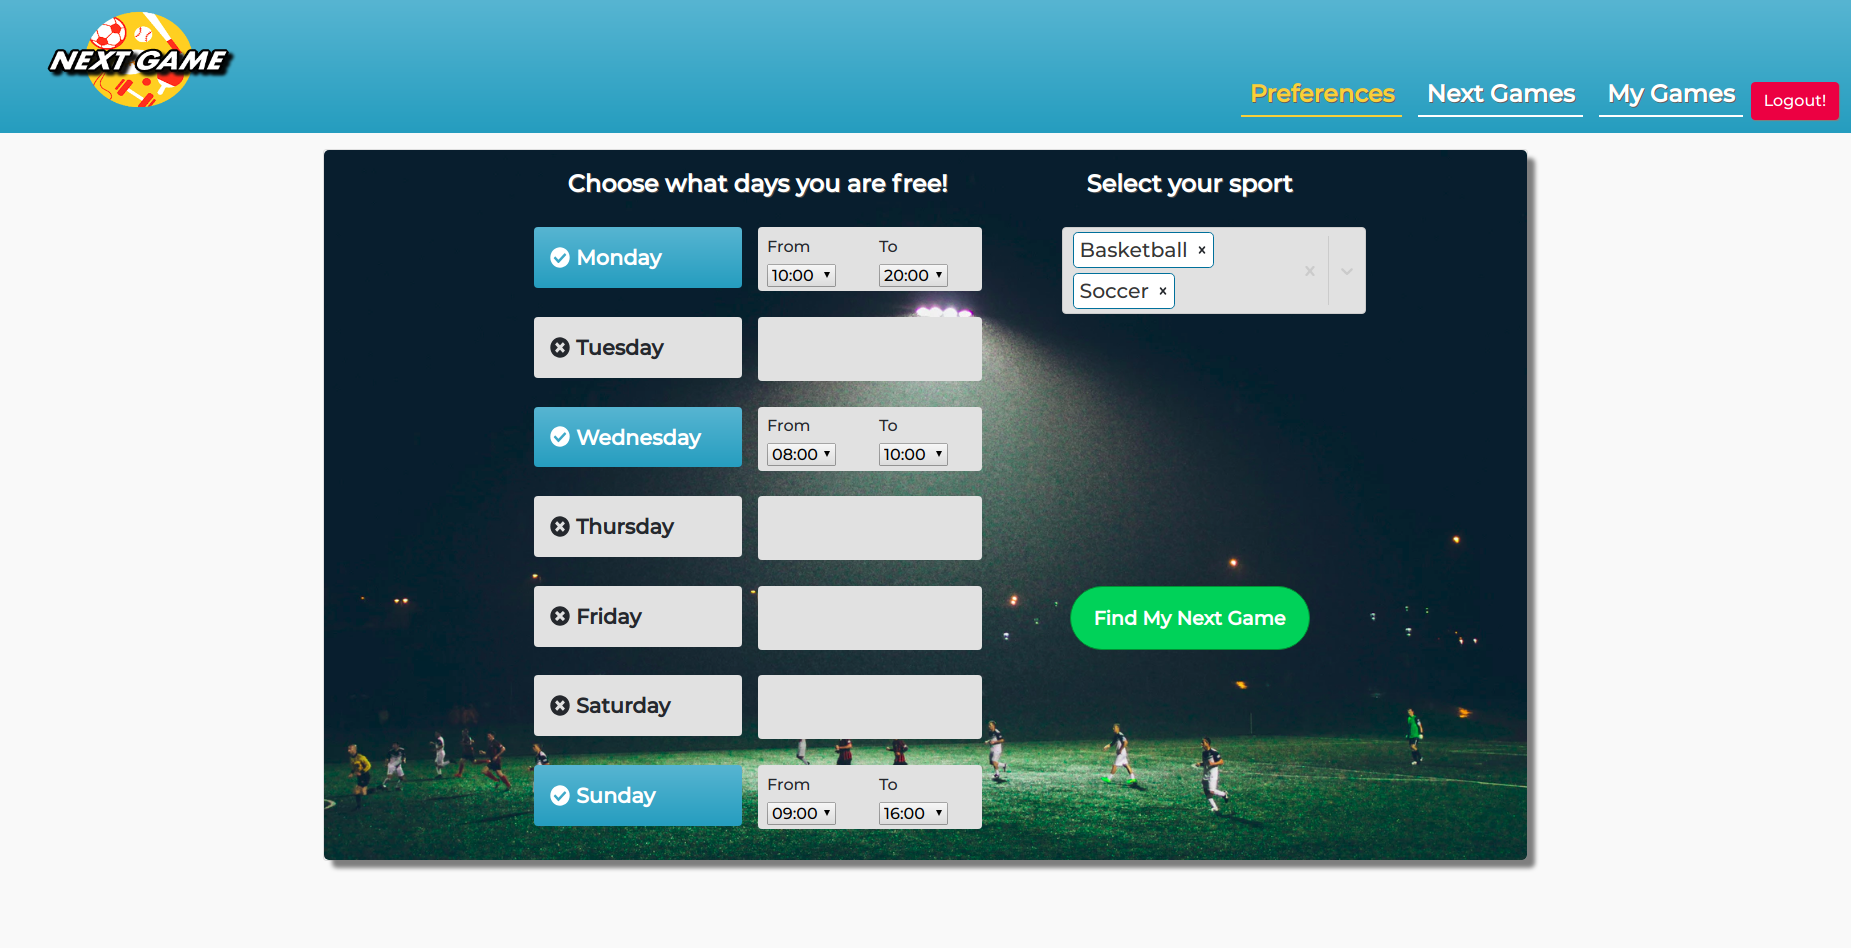 NEXT GAME
Preferences
Next Games
My Games
Logout!
Choose what days you are free!
Monday
From To
10:00 20:00
Tuesday
Wednesday
From To
08:00 10:00
Thursday
Friday
Saturday
Sunday
From To
09:00 16:00
Select your sport
Basketball ×
Soccer ×
Find My Next Game